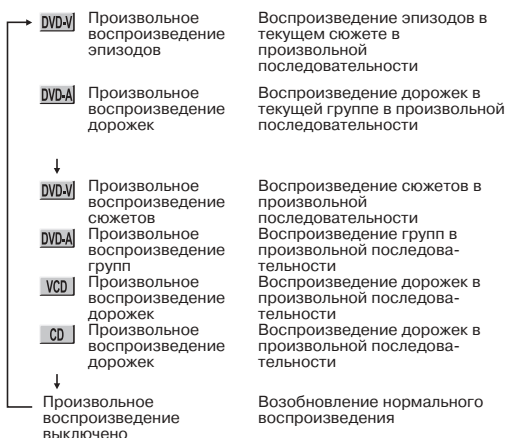 DVD-V Произвольное воспроизведение эпизодов
Воспроизведение эпизодов в текущем сюжете в произвольной последовательности
DVD-A Произвольное воспроизведение дорожек
Воспроизведение дорожек в текущей группе в произвольной последовательности
DVD-V Произвольное воспроизведение сюжетов
Воспроизведение сюжетов в произвольной последовательности
DVD-A Произвольное воспроизведение групп
Воспроизведение групп в произвольной последова-
тельности
VCD Произвольное воспроизведение дорожек
Воспроизведение дорожек в произвольной последова-
тельности
CD Произвольное воспроизведение дорожек
Воспроизведение дорожек в произвольной последова-
тельности
Произвольное воспроизведение выключено
Возобновление нормального воспроизведения